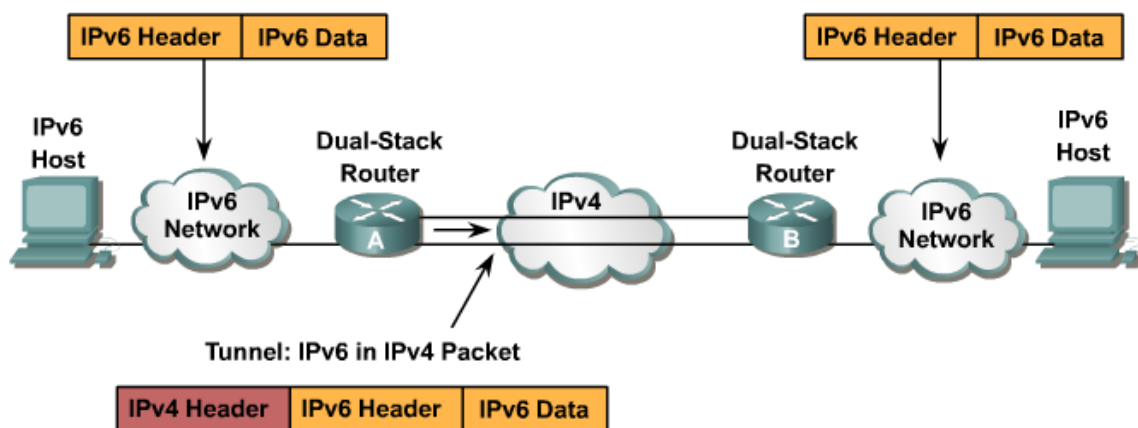 IPv6 Header IPv6 Data
IPv6 Header IPv6 Data
IPv6
Host
IPv6
Network
Dual-Stack
Router
A
IPv4
Dual-Stack
Router
B
IPv6
Network
IPv6
Host
Tunnel: IPv6 in IPv4 Packet
IPv4 Header IPv6 Header IPv6 Data